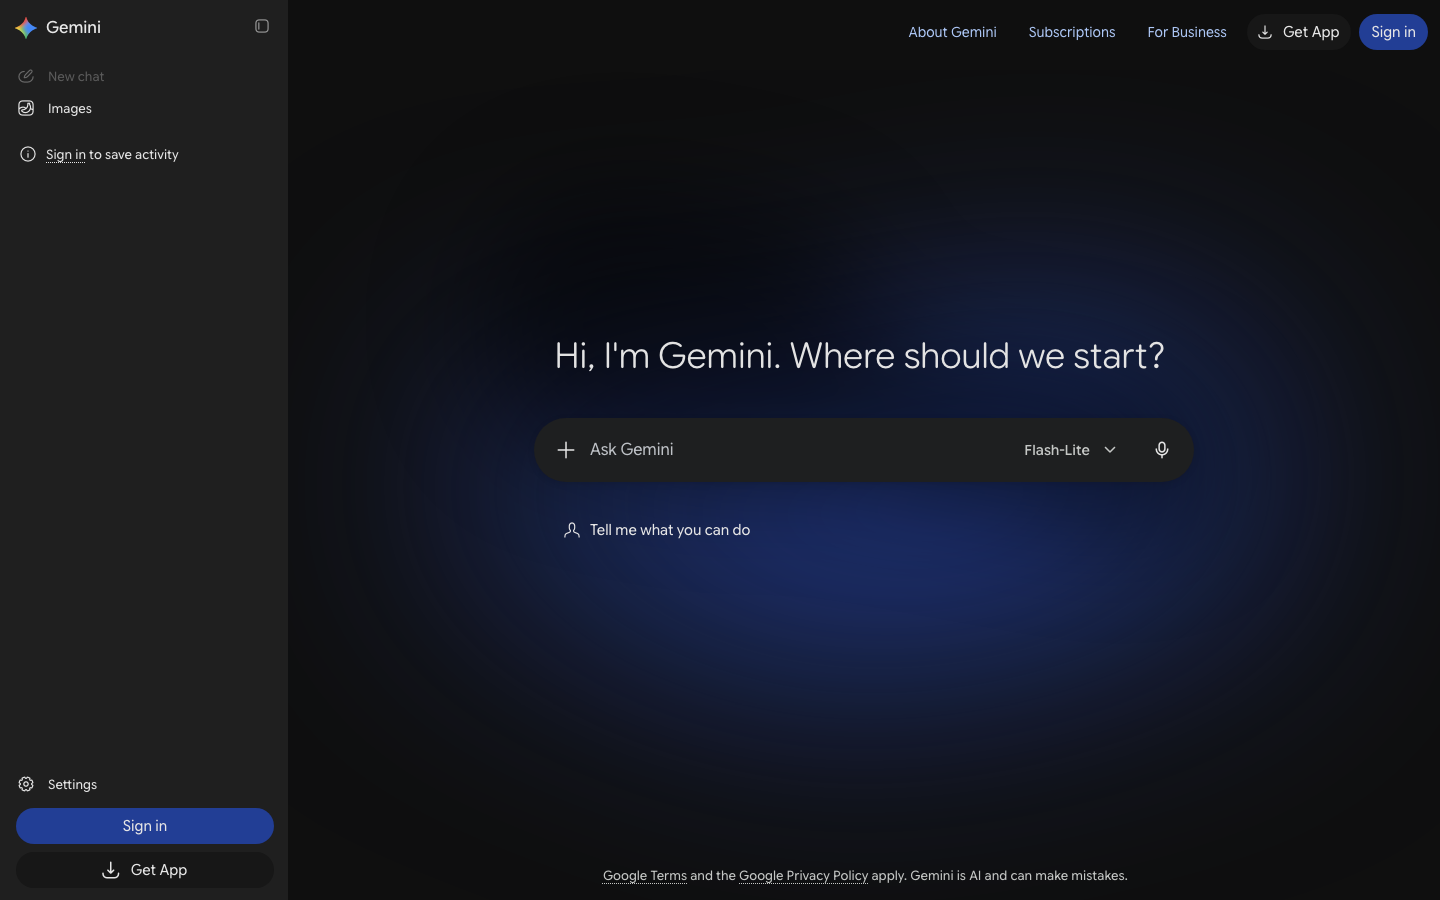 Gemini
New chat
Images
Sign in to save activity
Settings
Sign in
Get App
About Gemini
Subscriptions
For Business
Get App
Sign in
Hi, I'm Gemini. Where should we start?
Ask Gemini
Flash-Lite
Tell me what you can do
Google Terms and the Google Privacy Policy apply. Gemini is AI and can make mistakes.